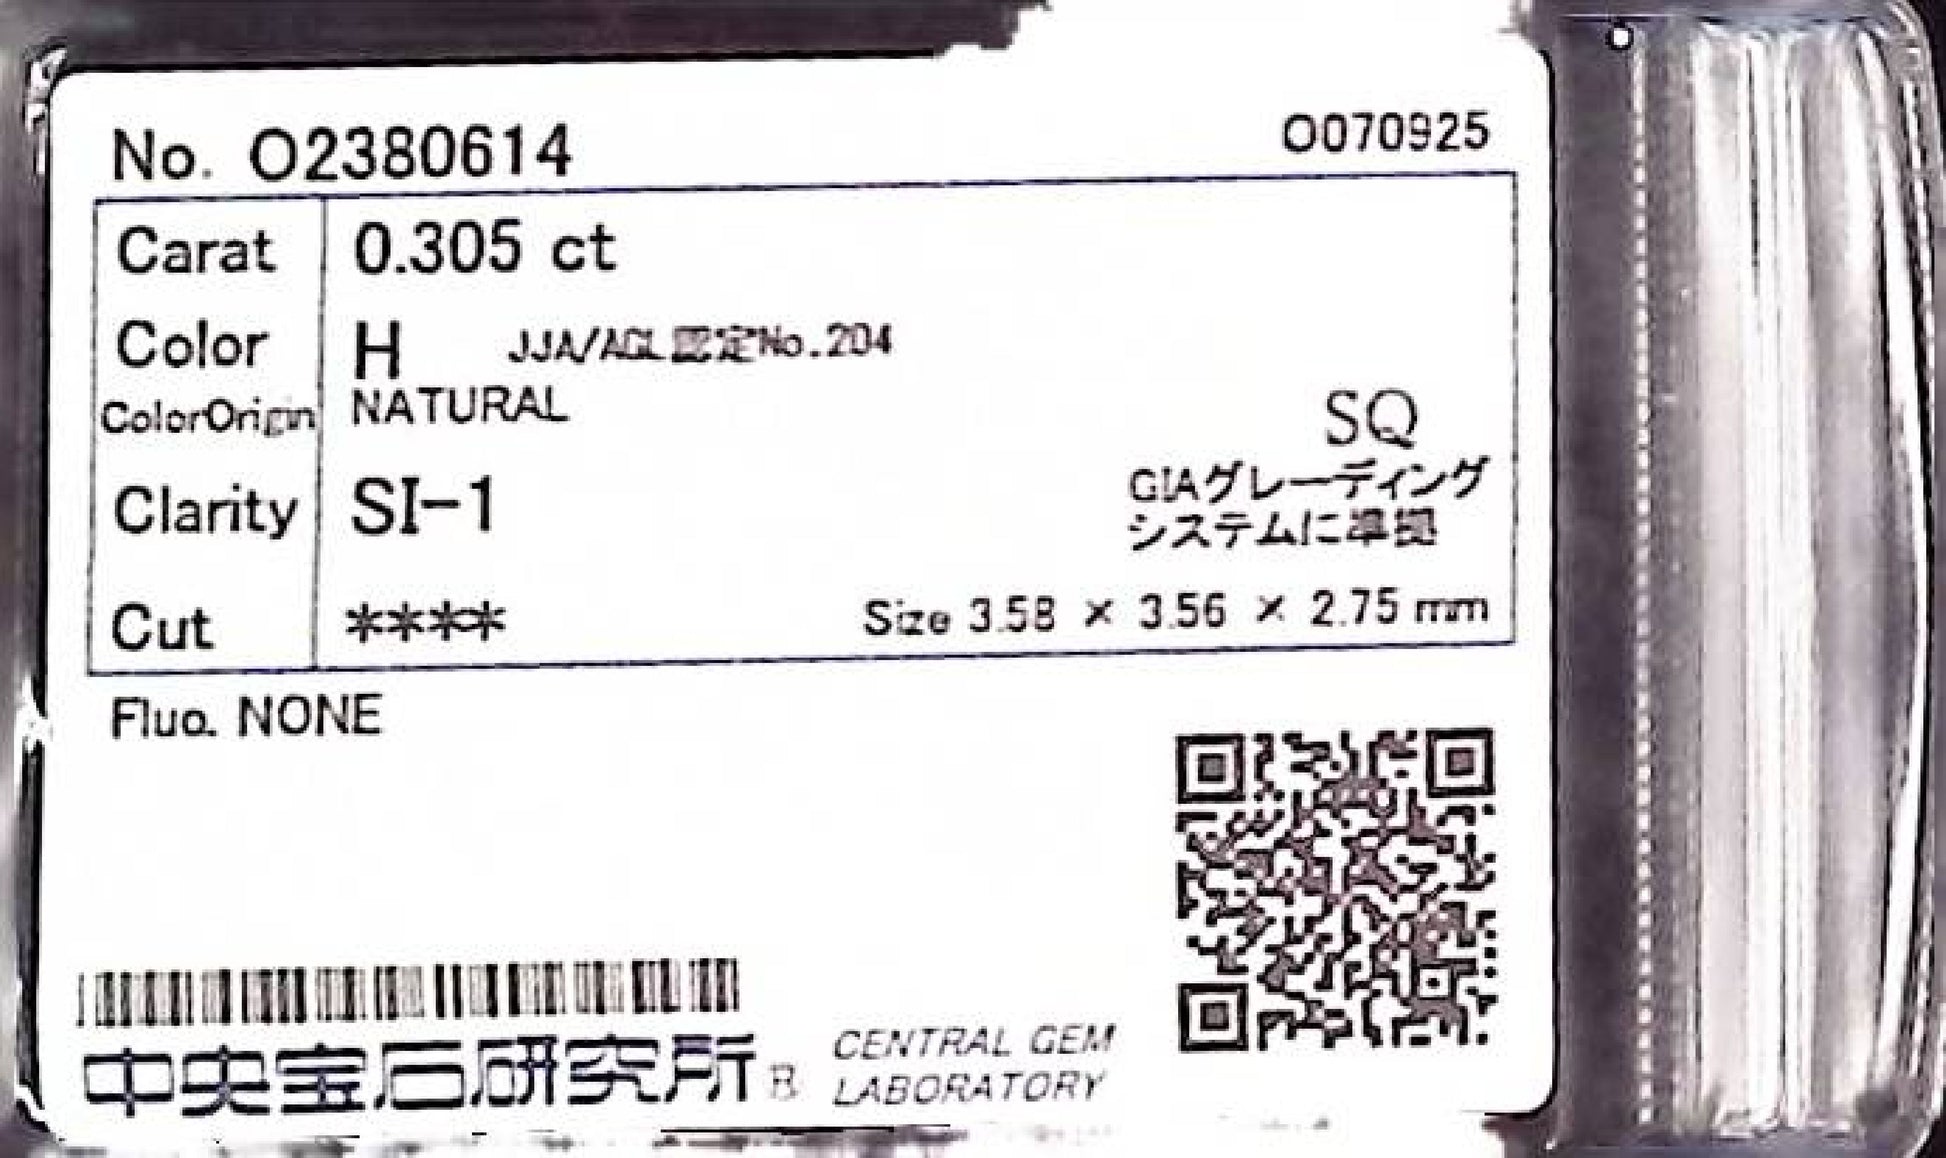 No. O2380614
O070925
Carat 0.305 ct
Color H JJA/AGL認定No.204
ColorOrigin NATURAL
SQ
Clarity SI-1
GIAグレーディング
システムに準拠
Cut ****
Size 3.58 × 3.56 × 2.75 mm
Fluo. NONE
中央宝石研究所 B
CENTRAL GEM
LABORATORY